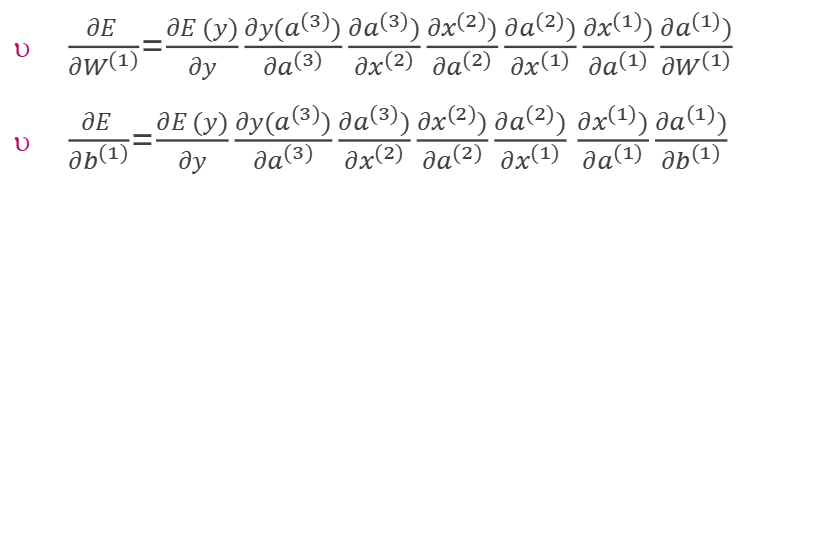 υ ∂E/∂W⁽¹⁾=∂E (y)/∂y ∂y(a⁽³⁾)/∂a⁽³⁾ ∂a⁽³⁾)/∂x⁽²⁾ ∂x⁽²⁾)/∂a⁽²⁾ ∂a⁽²⁾)/∂x⁽¹⁾ ∂x⁽¹⁾)/∂a⁽¹⁾ ∂a⁽¹⁾)/∂W⁽¹⁾
υ ∂E/∂b⁽¹⁾=∂E (y)/∂y ∂y(a⁽³⁾)/∂a⁽³⁾ ∂a⁽³⁾)/∂x⁽²⁾ ∂x⁽²⁾)/∂a⁽²⁾ ∂a⁽²⁾)/∂x⁽¹⁾ ∂x⁽¹⁾)/∂a⁽¹⁾ ∂a⁽¹⁾)/∂b⁽¹⁾